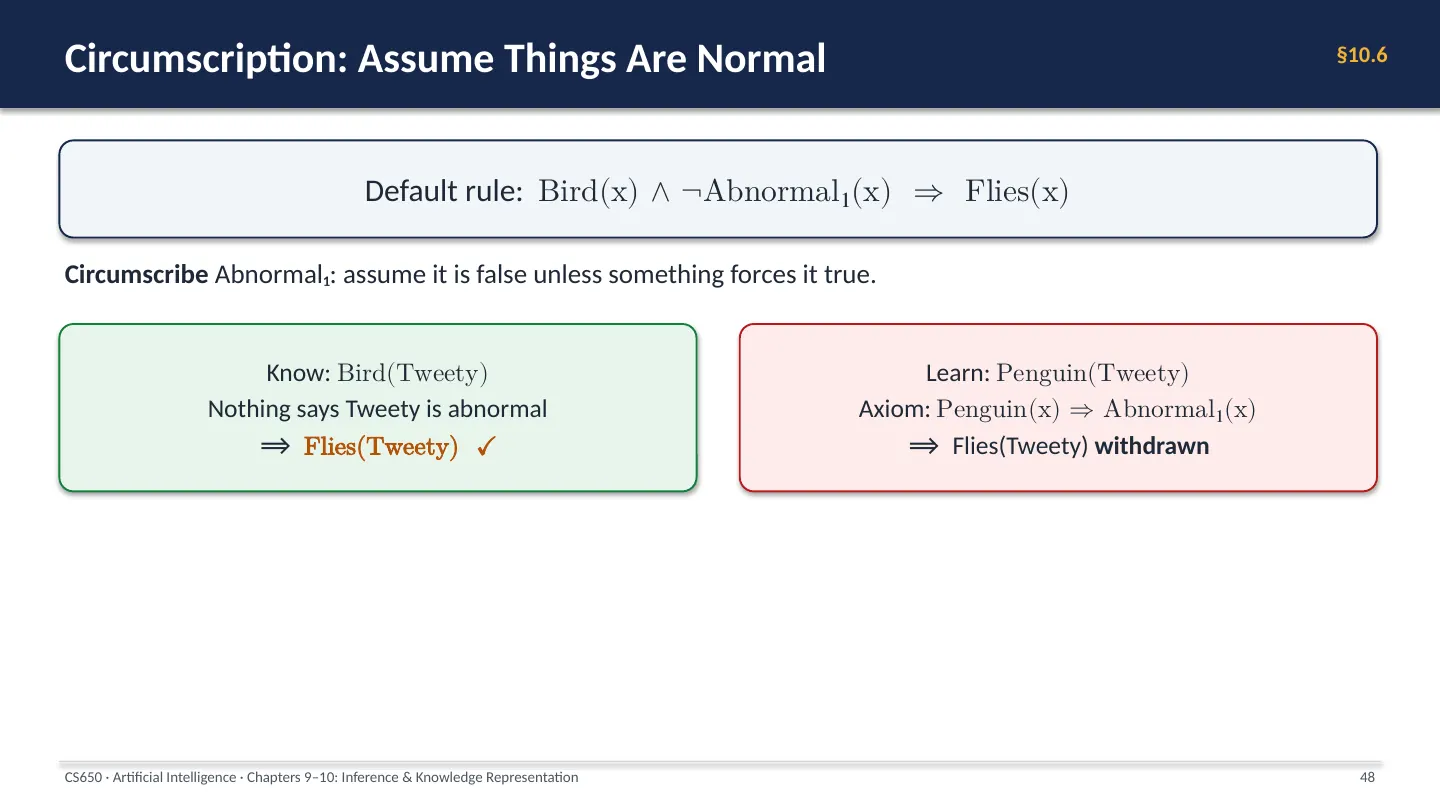 Circumscription: Assume Things Are Normal
§10.6
Default rule: Bird(x) ∧ ¬Abnormal₁(x) ⇒ Flies(x)
Circumscribe Abnormal₁: assume it is false unless something forces it true.
Know: Bird(Tweety)
Nothing says Tweety is abnormal
⟹ Flies(Tweety) ✓
Learn: Penguin(Tweety)
Axiom: Penguin(x) ⇒ Abnormal₁(x)
⟹ Flies(Tweety) withdrawn
CS650 · Artificial Intelligence · Chapters 9–10: Inference & Knowledge Representation
48